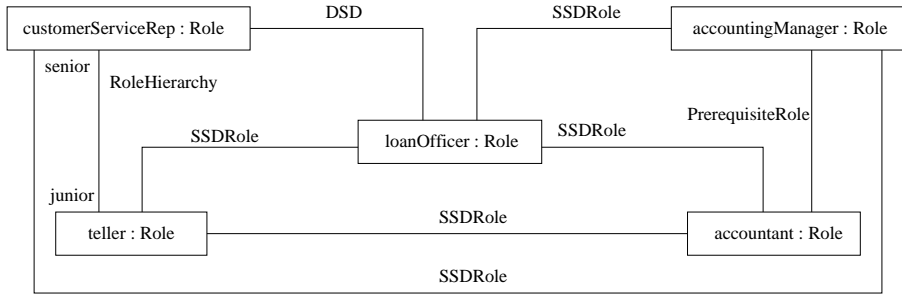 DSD
SSDRole
customerServiceRep : Role
accountingManager : Role
senior
RoleHierarchy
PrerequisiteRole
SSDRole
loanOfficer : Role
SSDRole
junior
teller : Role
SSDRole
accountant : Role
SSDRole